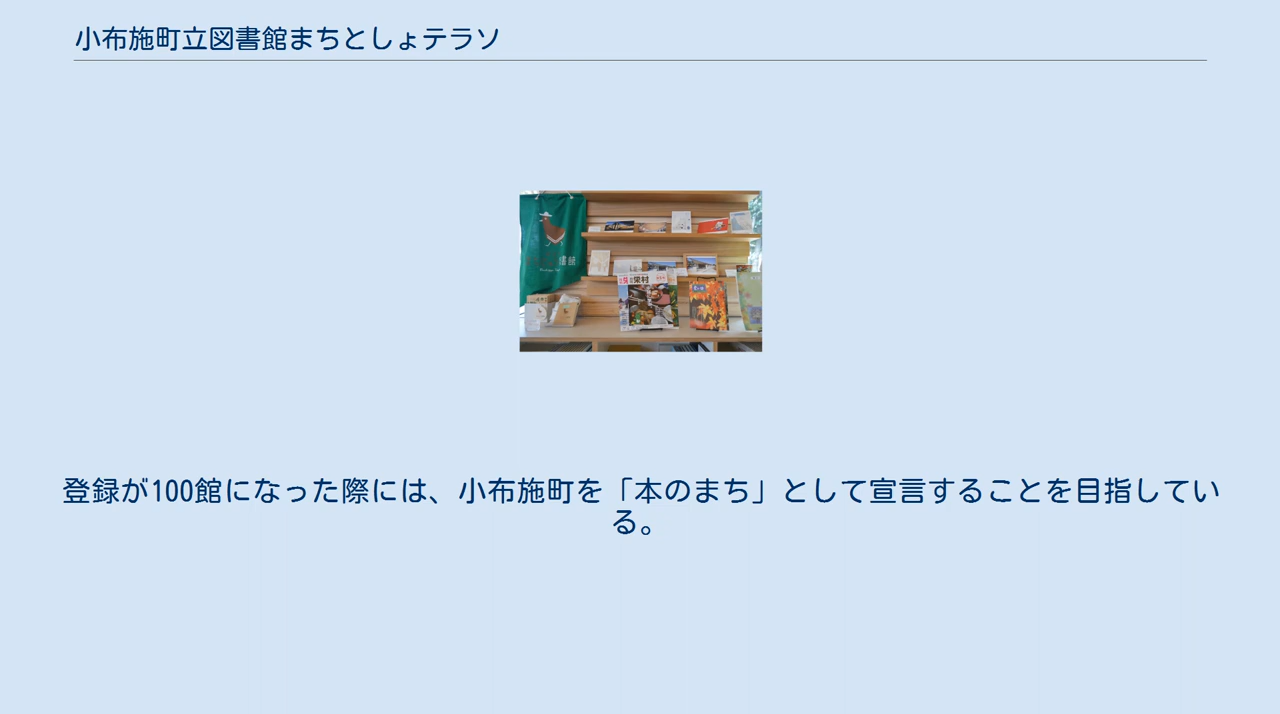 小布施町立図書館まちとしょテラソ
栄村
登録が100館になった際には、小布施町を「本のまち」として宣言することを目指してい
る。